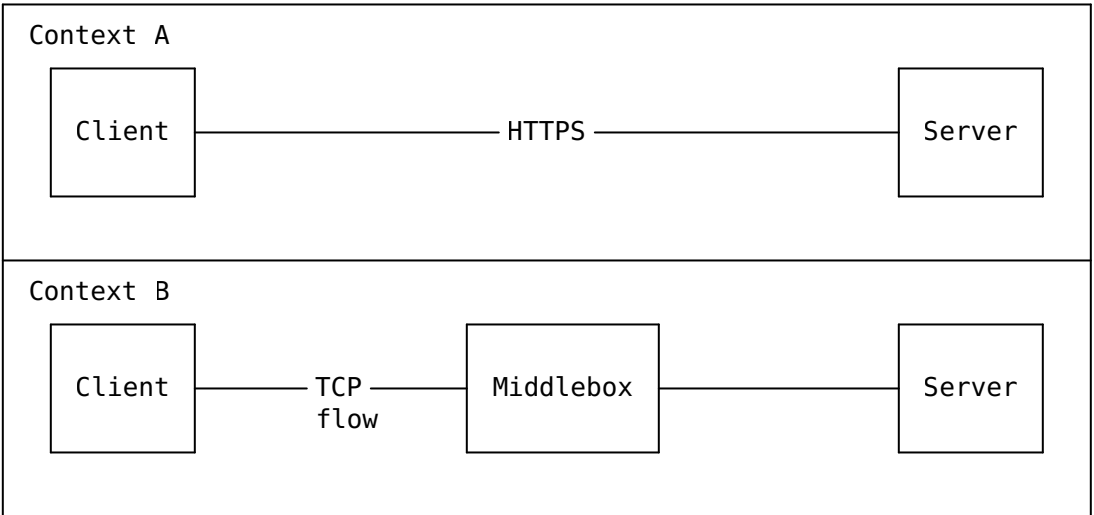 Context A
Client HTTPS Server
Context B
Client TCP Middlebox Server
flow